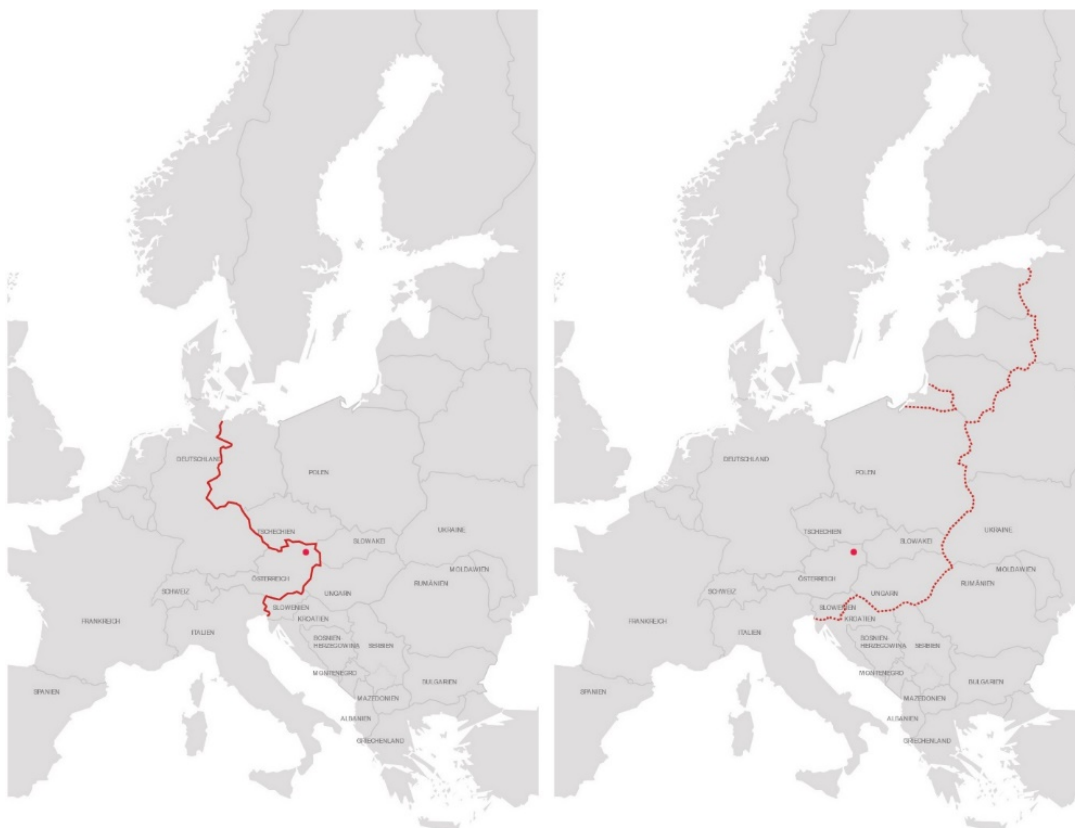 DEUTSCHLAND
POLEN
TSCHECHIEN
UKRAINE
SLOWAKEI
MOLDAWIEN
ÖSTERREICH
RUMÄNIEN
SCHWEIZ
UNGARN
SLOWENIEN
FRANKREICH
KROATIEN
ITALIEN
BOSNIEN
HERZEGOWINA
SERBIEN
MONTENEGRO
BULGARIEN
SPANIEN
MAZEDONIEN
ALBANIEN
GRIECHENLAND
DEUTSCHLAND
POLEN
TSCHECHIEN
UKRAINE
SLOWAKEI
MOLDAWIEN
ÖSTERREICH
RUMÄNIEN
SCHWEIZ
UNGARN
SLOWENIEN
FRANKREICH
KROATIEN
ITALIEN
BOSNIEN
HERZEGOWINA
SERBIEN
MONTENEGRO
BULGARIEN
SPANIEN
MAZEDONIEN
ALBANIEN
GRIECHENLAND